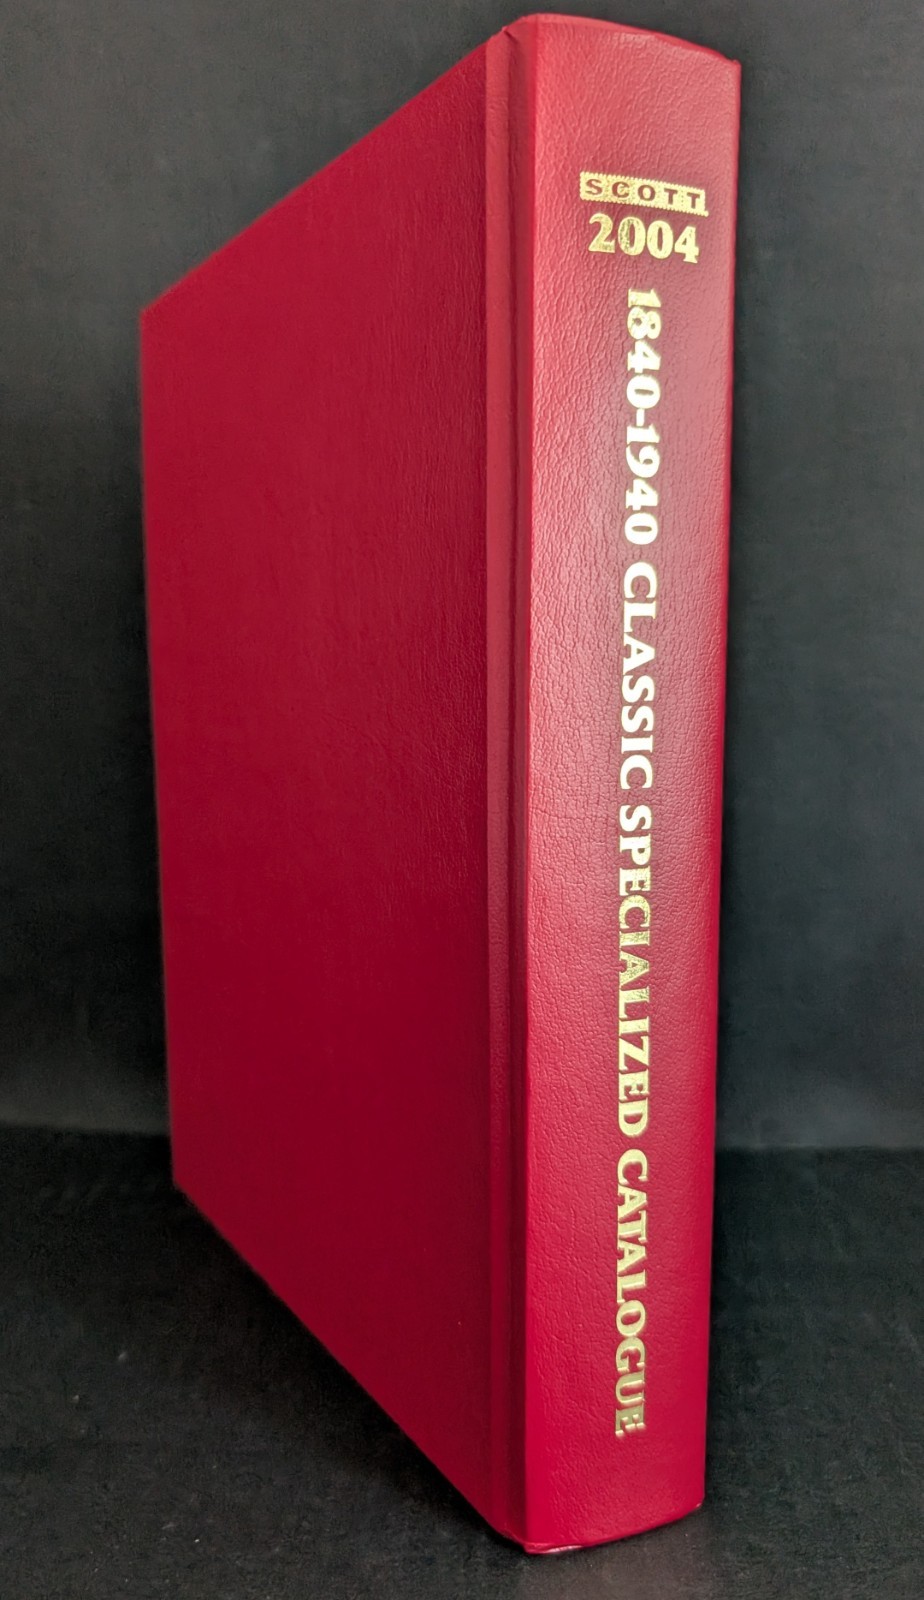 SCOTT
2004
1840-1940 CLASSIC SPECIALIZED CATALOGUE